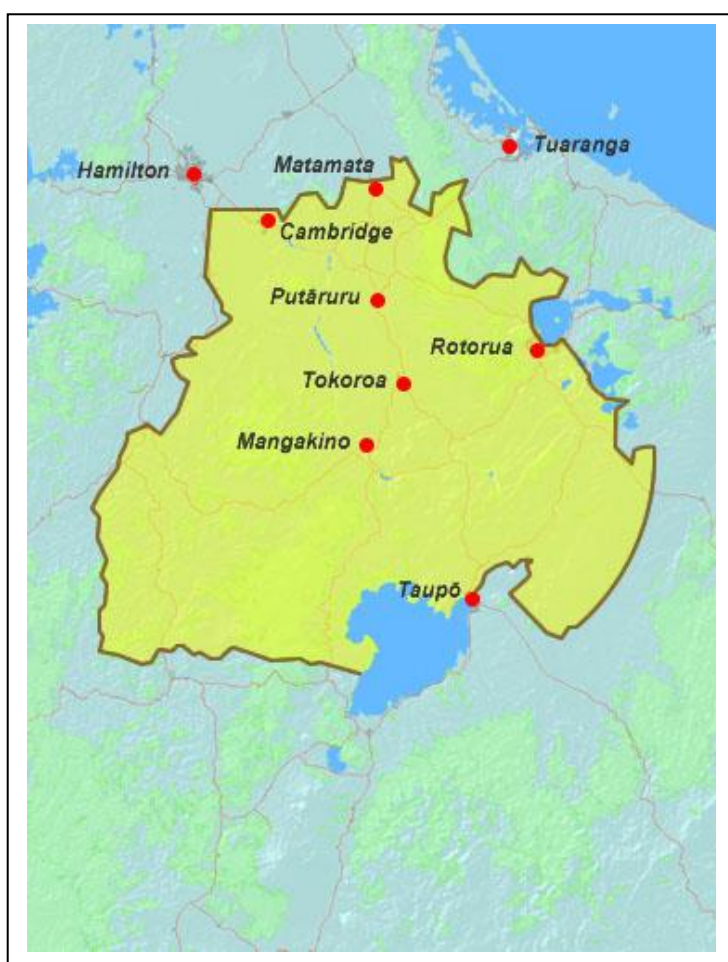 Tuaranga
Hamilton
Matamata
Cambridge
Putāruru
Rotorua
Tokoroa
Mangakino
Taupō